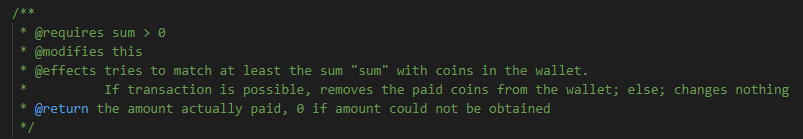 /**
 * @requires sum > 0
 * @modifies this
 * @effects tries to match at least the sum "sum" with coins in the wallet.
 *          If transaction is possible, removes the paid coins from the wallet; else; changes nothing
 * @return the amount actually paid, 0 if amount could not be obtained
 */